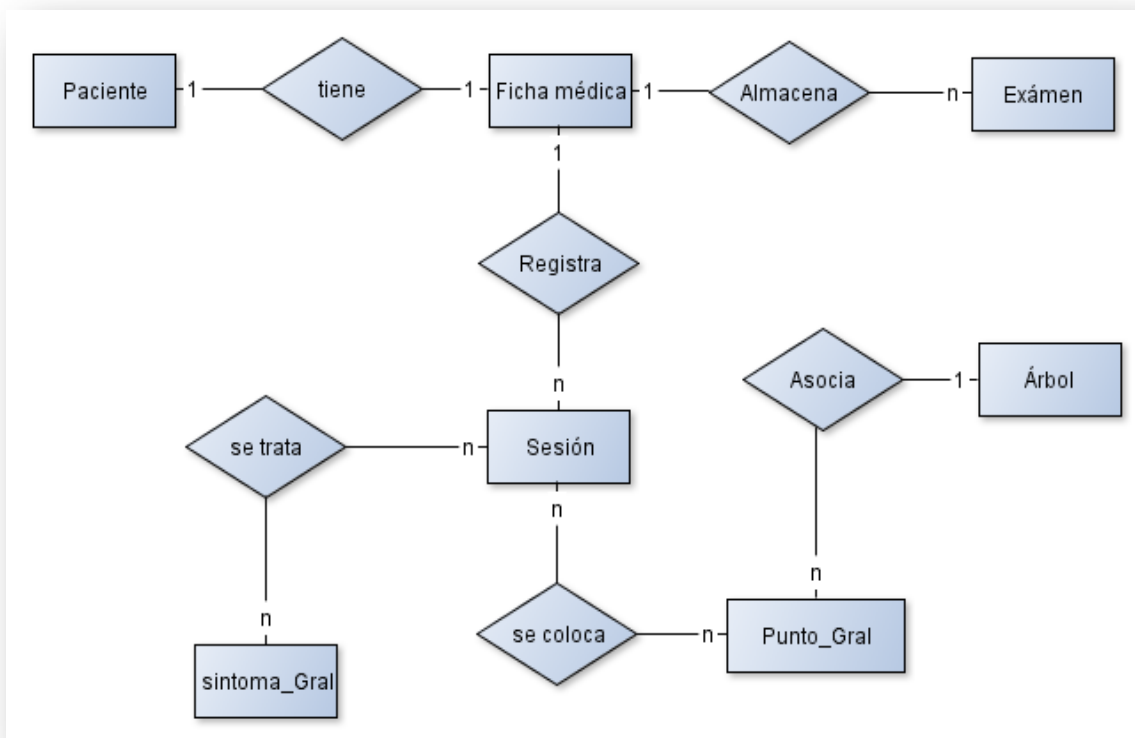 Paciente
1
tiene
1
Ficha médica
1
Almacena
n
Exámen
1
Registra
n
Asocia
1
Árbol
se trata
n
Sesión
n
n
n
se coloca
n
Punto_Gral
sintoma_Gral